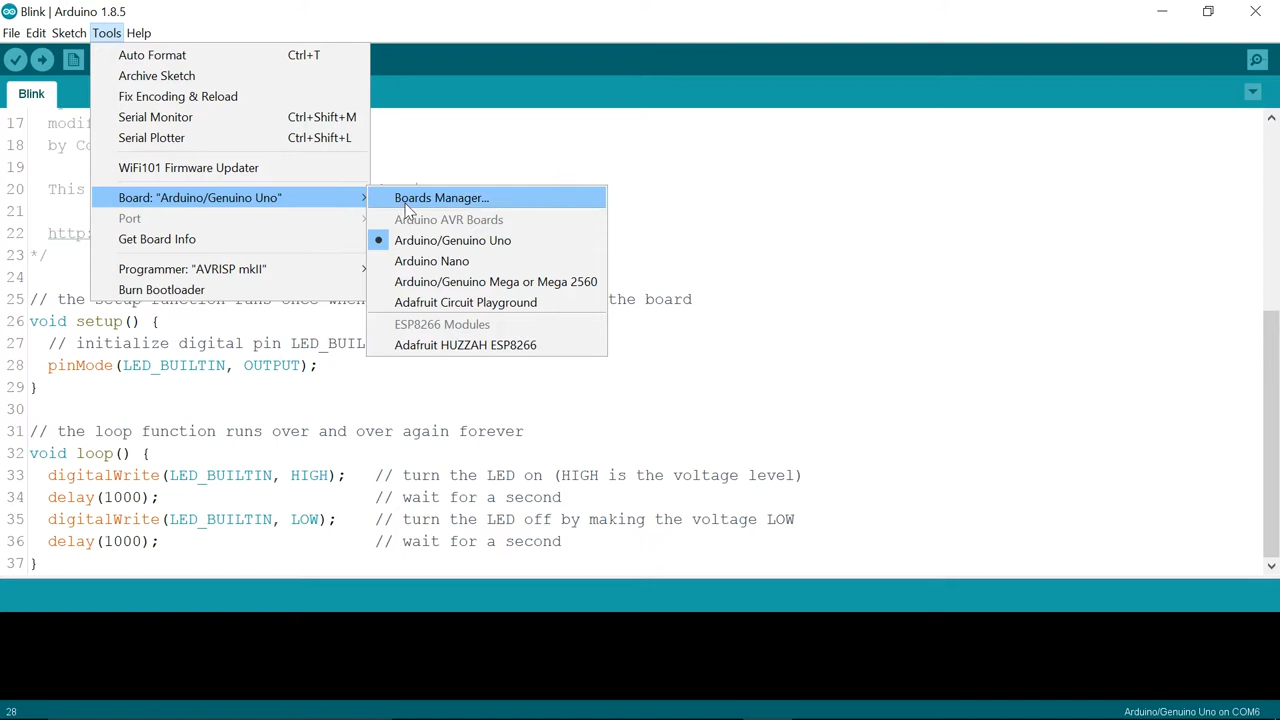 Blink | Arduino 1.8.5
File Edit Sketch Tools Help
Blink
Auto Format Ctrl+T
Archive Sketch
Fix Encoding & Reload
Serial Monitor Ctrl+Shift+M
Serial Plotter Ctrl+Shift+L
WiFi101 Firmware Updater
Board: "Arduino/Genuino Uno"
Port
Get Board Info
Programmer: "AVRISP mkII"
Burn Bootloader
Boards Manager...
Arduino AVR Boards
Arduino/Genuino Uno
Arduino Nano
Arduino/Genuino Mega or Mega 2560
Adafruit Circuit Playground
ESP8266 Modules
Adafruit HUZZAH ESP8266
17 modif
18 by Co
19
20 This
21
22 http:
23 */
24
25 // the setup function runs once when the board
26 void setup() {
27 // initialize digital pin LED_BUIL
28 pinMode(LED_BUILTIN, OUTPUT);
29 }
30
31 // the loop function runs over and over again forever
32 void loop() {
33 digitalWrite(LED_BUILTIN, HIGH); // turn the LED on (HIGH is the voltage level)
34 delay(1000); // wait for a second
35 digitalWrite(LED_BUILTIN, LOW); // turn the LED off by making the voltage LOW
36 delay(1000); // wait for a second
37 }
28 Arduino/Genuino Uno on COM6